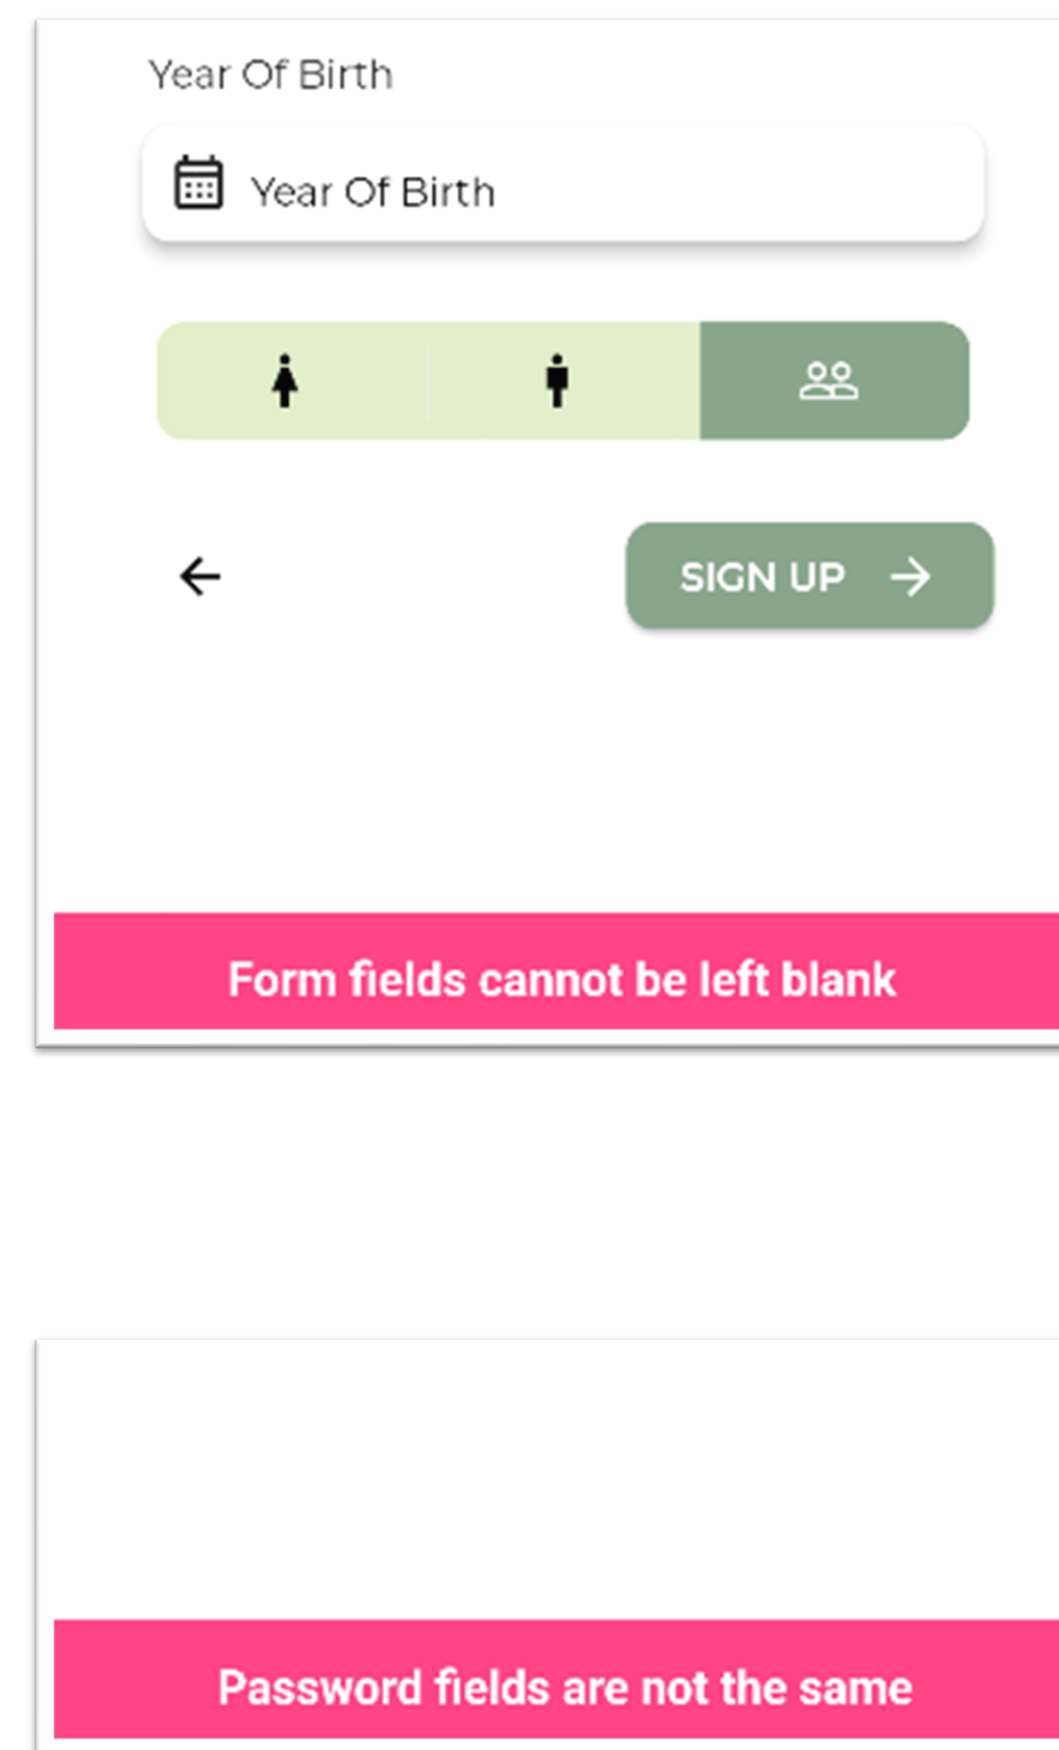 Year Of Birth
Year Of Birth
SIGN UP
Form fields cannot be left blank
Password fields are not the same